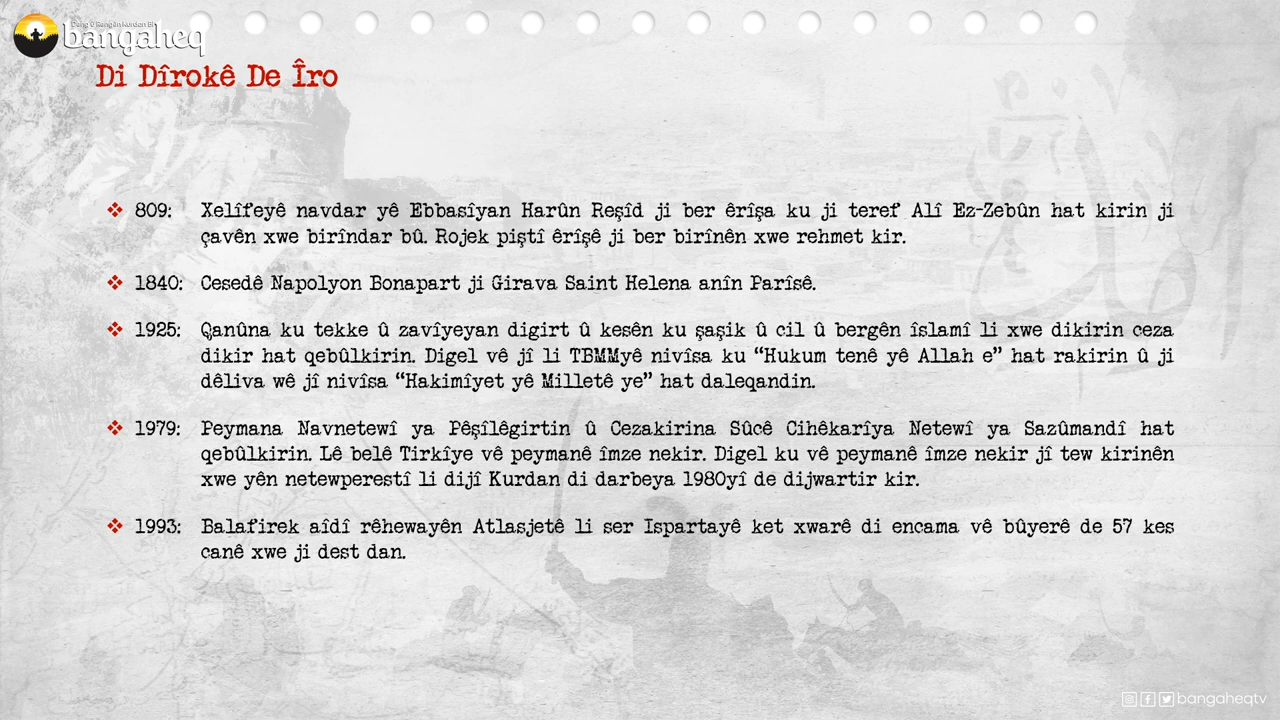 Deng û Rengên Kurdan Bi
bangaheq
Di Dîrokê De Îro
❖ 809: Xelîfeyê navdar yê Ebbasîyan Harûn Reşîd ji ber êrîşa ku ji teref Alî Ez-Zebûn hat kirin ji
çavên xwe birîndar bû. Rojek piştî êrîşê ji ber birînên xwe rehmet kir.
❖ 1840: Cesedê Napolyon Bonapart ji Girava Saint Helena anîn Parîsê.
❖ 1925: Qanûna ku tekke û zavîyeyan digirt û kesên ku şaşik û cil û bergên îslamî li xwe dikirin ceza
dikir hat qebûlkirin. Digel vê jî li TBMMyê nivîsa ku “Hukum tenê yê Allah e” hat rakirin û ji
dêliva wê jî nivîsa “Hakimîyet yê Milletê ye” hat daleqandin.
❖ 1979: Peymana Navnetewî ya Pêşîlêgirtin û Cezakirina Sûcê Cihêkarîya Netewî ya Sazûmandî hat
qebûlkirin. Lê belê Tirkîye vê peymanê îmze nekir. Digel ku vê peymanê îmze nekir jî tew kirinên
xwe yên netewperestî li dijî Kurdan di darbeya 1980yî de dijwartir kir.
❖ 1993: Balafirek aîdî rêhewayên Atlasjetê li ser Ispartayê ket xwarê di encama vê bûyerê de 57 kes
canê xwe ji dest dan.
bangaheqtv